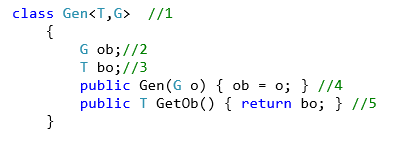 class Gen<T,G>  //1
{
G ob;//2
T bo;//3
public Gen(G o) { ob = o; } //4
public T GetOb() { return bo; } //5
}